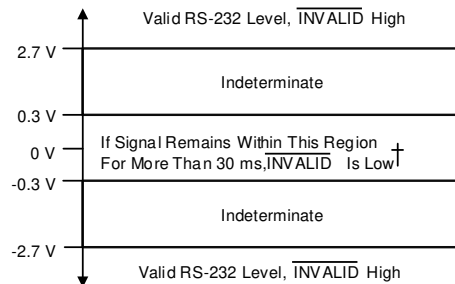 Valid RS-232 Level, INVALID High
2.7 V
Indeterminate
0.3 V
If Signal Remains Within This Region
0 V
For More Than 30 ms,INVALID Is Low†
-0.3 V
Indeterminate
-2.7 V
Valid RS-232 Level, INVALID High